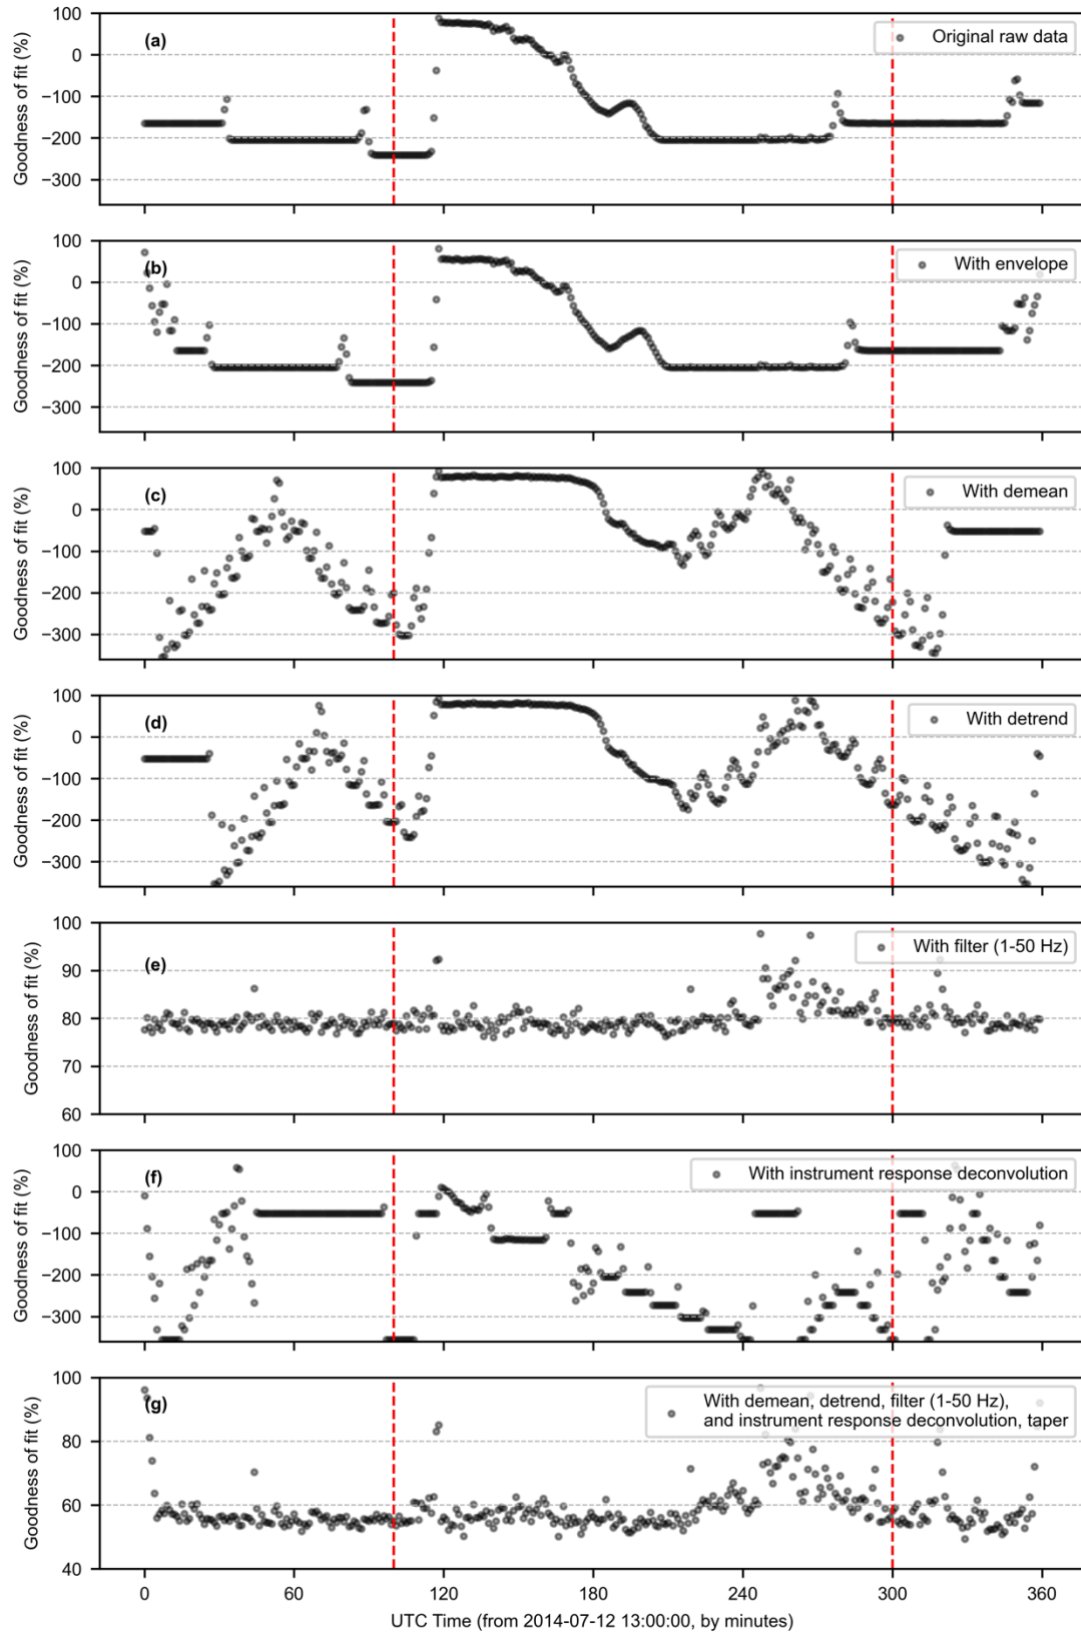 100
0
−100
−200
−300
Goodness of fit (%)
(a)
Original raw data
100
0
−100
−200
−300
Goodness of fit (%)
(b)
With envelope
100
0
−100
−200
−300
Goodness of fit (%)
(c)
With demean
100
0
−100
−200
−300
Goodness of fit (%)
(d)
With detrend
100
90
80
70
60
Goodness of fit (%)
(e)
With filter (1-50 Hz)
100
0
−100
−200
−300
Goodness of fit (%)
(f)
With instrument response deconvolution
100
80
60
40
Goodness of fit (%)
(g)
With demean, detrend, filter (1-50 Hz),
and instrument response deconvolution, taper
0 60 120 180 240 300 360
UTC Time (from 2014-07-12 13:00:00, by minutes)